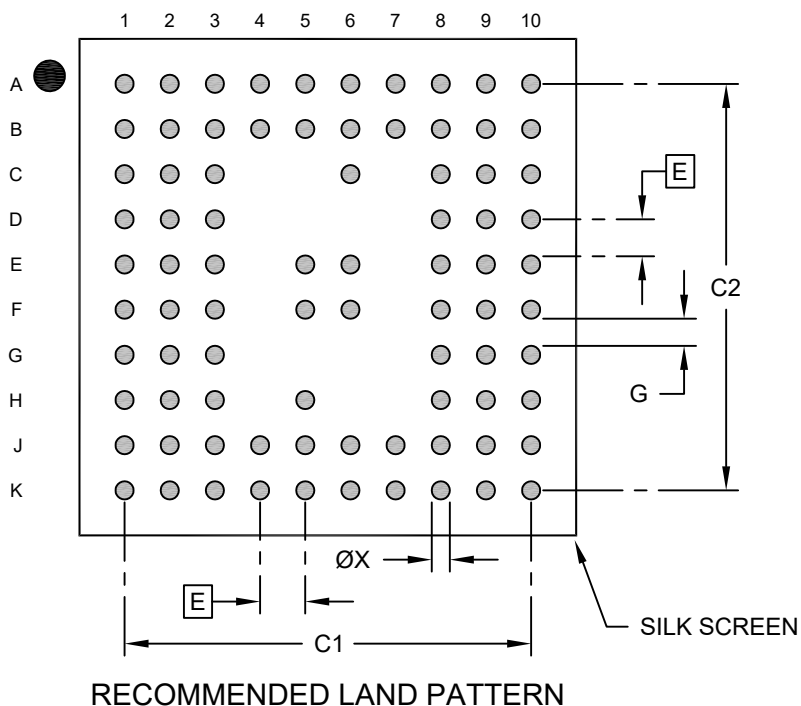 1 2 3 4 5 6 7 8 9 10
A
B
C
D
E
E
C2
F
G
G
H
J
K
ØX
E
SILK SCREEN
C1
RECOMMENDED LAND PATTERN